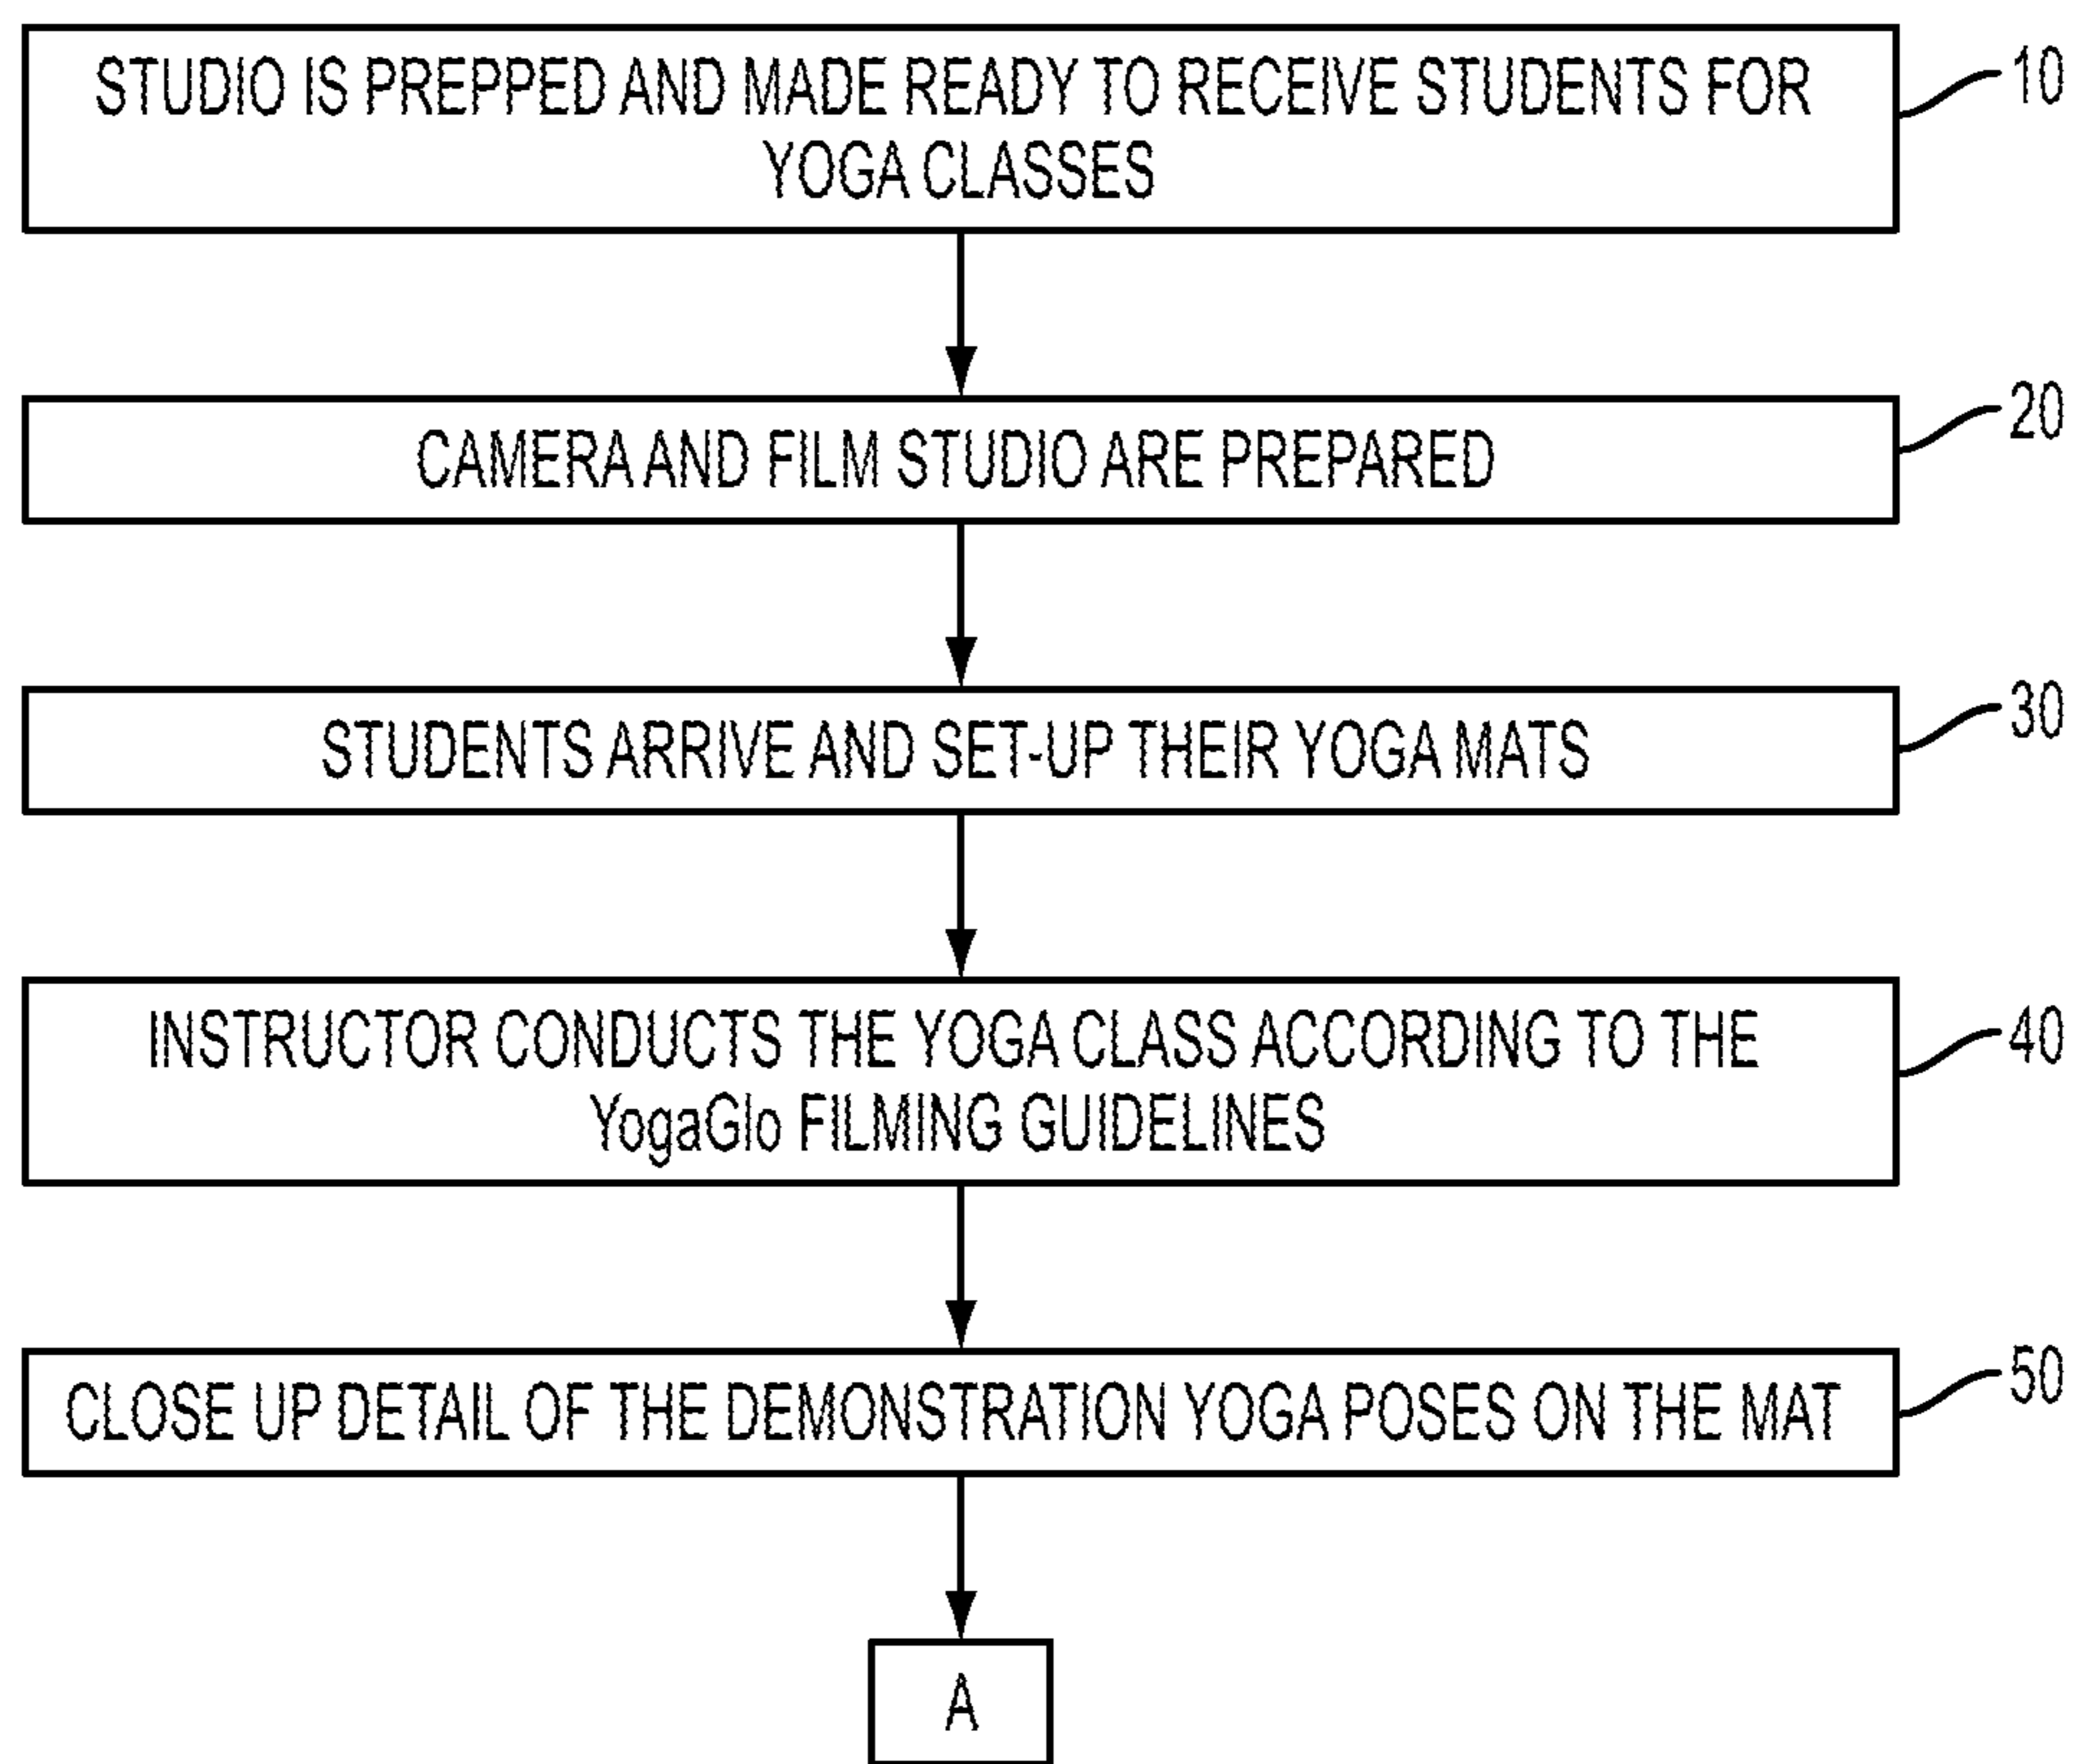 STUDIO IS PREPPED AND MADE READY TO RECEIVE STUDENTS FOR
YOGA CLASSES
10
CAMERA AND FILM STUDIO ARE PREPARED
20
STUDENTS ARRIVE AND SET-UP THEIR YOGA MATS
30
INSTRUCTOR CONDUCTS THE YOGA CLASS ACCORDING TO THE
YogaGlo FILMING GUIDELINES
40
CLOSE UP DETAIL OF THE DEMONSTRATION YOGA POSES ON THE MAT
50
A